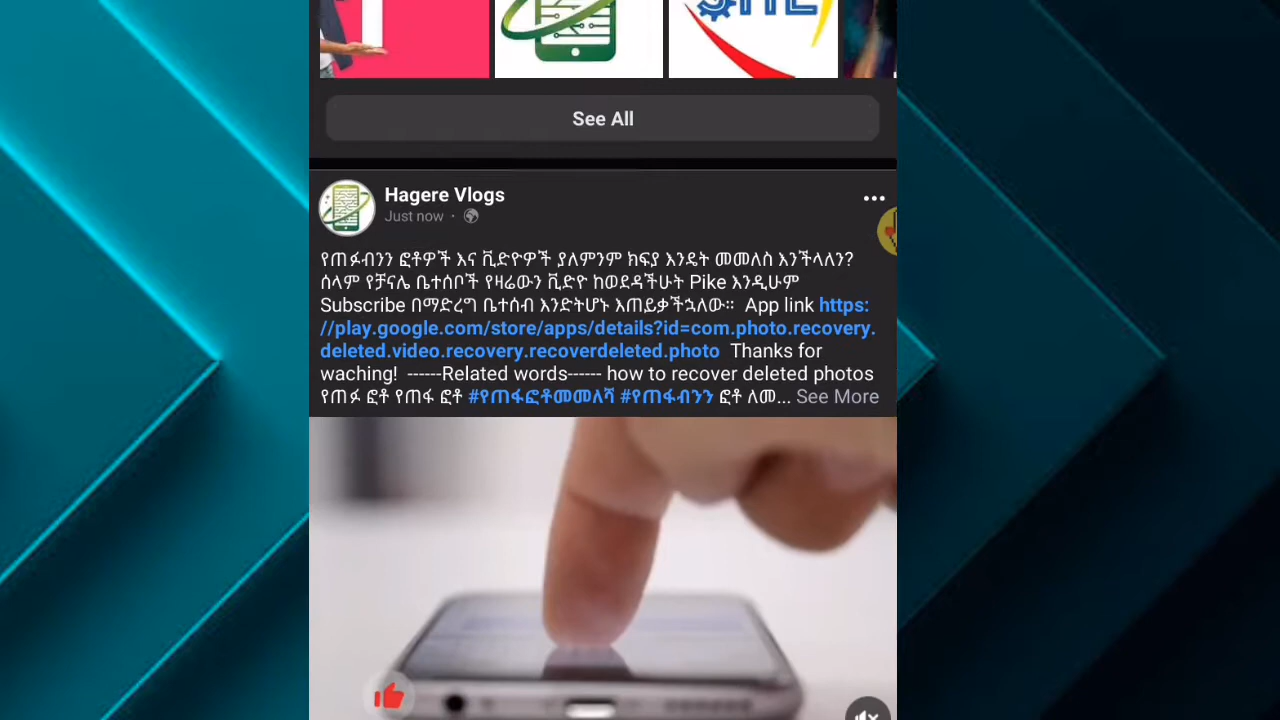 See All
Hagere Vlogs
Just now ·
የጠፉብንን ፎቶዎች እና ቪድዮዎች ያለምንም ክፍያ እንዴት መመለስ እንችላለን?
ሰላም የቻናሌ ቤተሰቦች የዛሬውን ቪድዮ ከወደዳችሁት Pike እንዲሁም
Subscribe በማድረግ ቤተሰብ እንድትሆኑ እጠይቃችኋለው። App link https:
//play.google.com/store/apps/details?id=com.photo.recovery.
deleted.video.recovery.recoverdeleted.photo Thanks for
waching! ------Related words------ how to recover deleted photos
የጠፉ ፎቶ የጠፋ ፎቶ #የጠፋፎቶመመለሻ #የጠፋብንን ፎቶ ለመ... See More